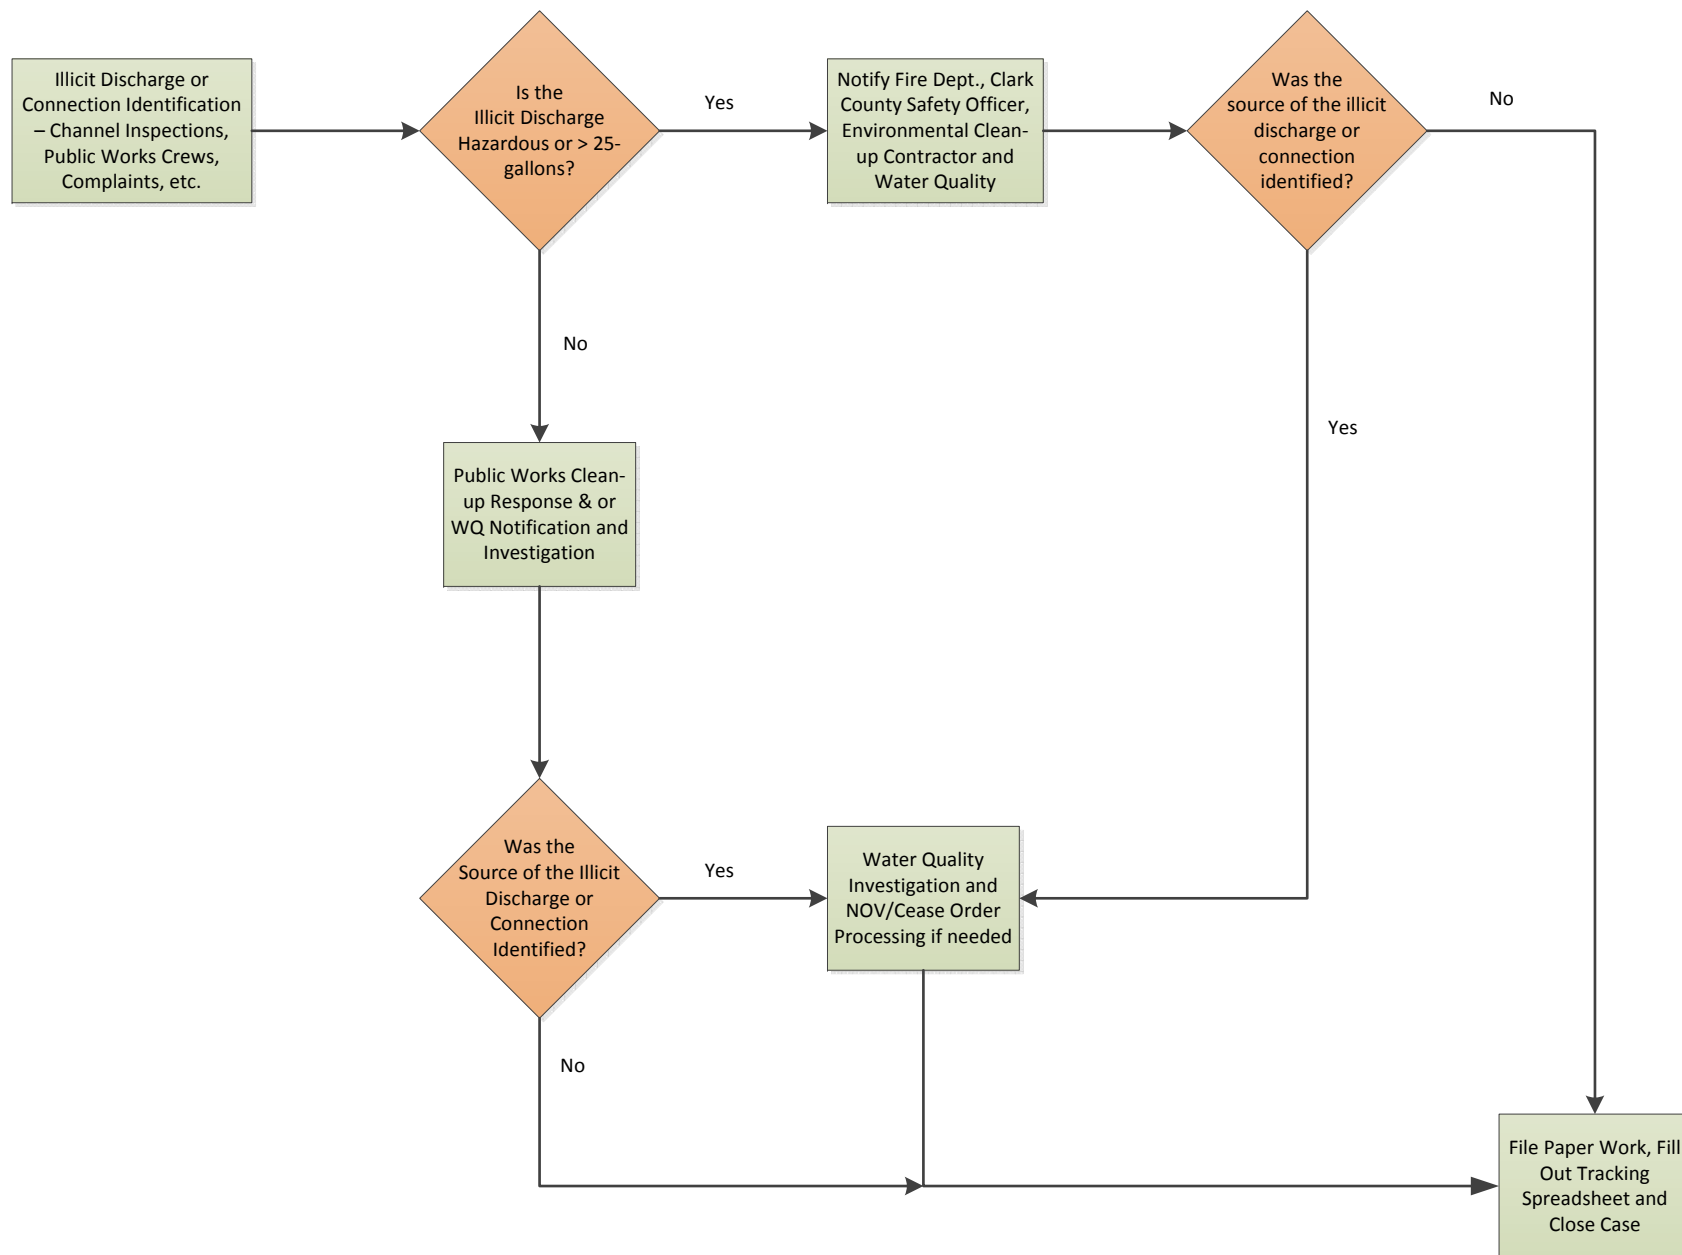 Illicit Discharge or
Connection Identification
– Channel Inspections,
Public Works Crews,
Complaints, etc.
Is the
Illicit Discharge
Hazardous or > 25-
gallons?
Yes
Notify Fire Dept., Clark
County Safety Officer,
Environmental Clean-
up Contractor and
Water Quality
Was the
source of the illicit
discharge or
connection
identified?
No
No
Yes
Public Works Clean-
up Response & or
WQ Notification and
Investigation
Was the
Source of the Illicit
Discharge or
Connection
Identified?
Yes
Water Quality
Investigation and
NOV/Cease Order
Processing if needed
No
File Paper Work, Fill
Out Tracking
Spreadsheet and
Close Case